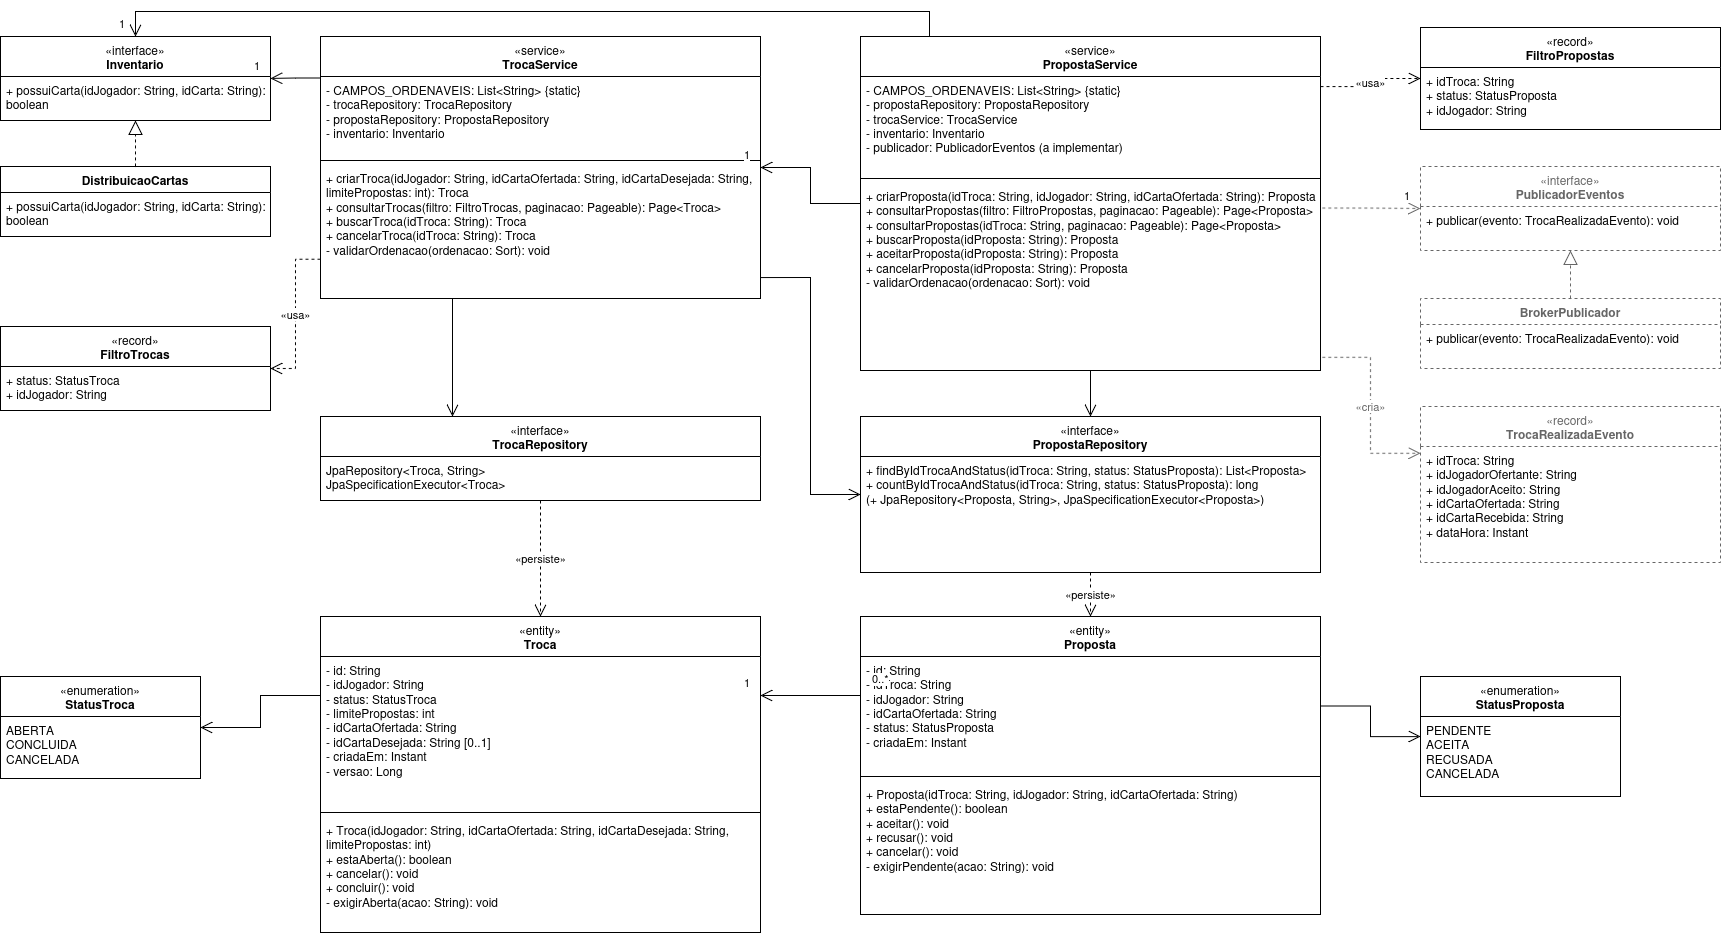 1
«interface»
Inventario
1
+ possuiCarta(idJogador: String, idCarta: String):
boolean
DistribuicaoCartas
+ possuiCarta(idJogador: String, idCarta: String):
boolean
«usa»
«record»
FiltroTrocas
+ status: StatusTroca
+ idJogador: String
«service»
TrocaService
- CAMPOS_ORDENAVEIS: List<String> {static}
- trocaRepository: TrocaRepository
- propostaRepository: PropostaRepository
- inventario: Inventario
1
+ criarTroca(idJogador: String, idCartaOfertada: String, idCartaDesejada: String,
limitePropostas: int): Troca
+ consultarTrocas(filtro: FiltroTrocas, paginacao: Pageable): Page<Troca>
+ buscarTroca(idTroca: String): Troca
+ cancelarTroca(idTroca: String): Troca
- validarOrdenacao(ordenacao: Sort): void
«service»
PropostaService
- CAMPOS_ORDENAVEIS: List<String> {static}
- propostaRepository: PropostaRepository
- trocaService: TrocaService
- inventario: Inventario
- publicador: PublicadorEventos (a implementar)
+ criarProposta(idTroca: String, idJogador: String, idCartaOfertada: String): Proposta
+ consultarPropostas(filtro: FiltroPropostas, paginacao: Pageable): Page<Proposta>
+ consultarPropostas(idTroca: String, paginacao: Pageable): Page<Proposta>
+ buscarProposta(idProposta: String): Proposta
+ aceitarProposta(idProposta: String): Proposta
+ cancelarProposta(idProposta: String): Proposta
- validarOrdenacao(ordenacao: Sort): void
«usa»
«record»
FiltroPropostas
+ idTroca: String
+ status: StatusProposta
+ idJogador: String
1
«interface»
PublicadorEventos
+ publicar(evento: TrocaRealizadaEvento): void
BrokerPublicador
+ publicar(evento: TrocaRealizadaEvento): void
«cria»
«record»
TrocaRealizadaEvento
+ idTroca: String
+ idJogadorOfertante: String
+ idJogadorAceito: String
+ idCartaOfertada: String
+ idCartaRecebida: String
+ dataHora: Instant
«interface»
TrocaRepository
JpaRepository<Troca, String>
JpaSpecificationExecutor<Troca>
«interface»
PropostaRepository
+ findByIdTrocaAndStatus(idTroca: String, status: StatusProposta): List<Proposta>
+ countByIdTrocaAndStatus(idTroca: String, status: StatusProposta): long
(+ JpaRepository<Proposta, String>, JpaSpecificationExecutor<Proposta>)
«persiste»
«persiste»
«enumeration»
StatusTroca
ABERTA
CONCLUIDA
CANCELADA
«entity»
Troca
- id: String
- idJogador: String
1
- status: StatusTroca
- limitePropostas: int
- idCartaOfertada: String
- idCartaDesejada: String [0..1]
- criadaEm: Instant
- versao: Long
+ Troca(idJogador: String, idCartaOfertada: String, idCartaDesejada: String,
limitePropostas: int)
+ estaAberta(): boolean
+ cancelar(): void
+ concluir(): void
- exigirAberta(acao: String): void
«entity»
Proposta
- id: String
0..*
- idTroca: String
- idJogador: String
- idCartaOfertada: String
- status: StatusProposta
- criadaEm: Instant
+ Proposta(idTroca: String, idJogador: String, idCartaOfertada: String)
+ estaPendente(): boolean
+ aceitar(): void
+ recusar(): void
+ cancelar(): void
- exigirPendente(acao: String): void
«enumeration»
StatusProposta
PENDENTE
ACEITA
RECUSADA
CANCELADA